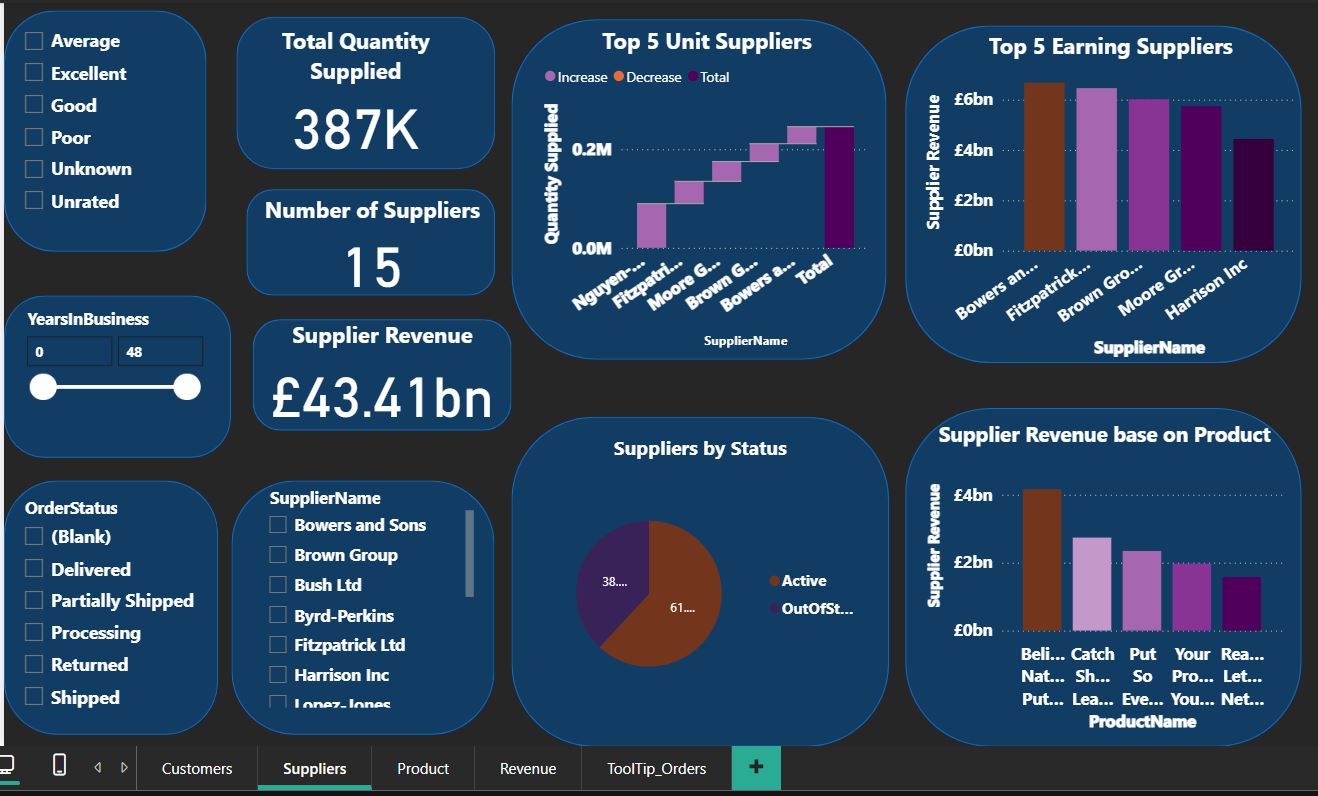 Average
Excellent
Good
Poor
Unknown
Unrated
YearsInBusiness
0 48
OrderStatus
(Blank)
Delivered
Partially Shipped
Processing
Returned
Shipped
Total Quantity
Supplied
387K
Number of Suppliers
15
Supplier Revenue
£43.41bn
SupplierName
Bowers and Sons
Brown Group
Bush Ltd
Byrd-Perkins
Fitzpatrick Ltd
Harrison Inc
Lopez-Jones
Top 5 Unit Suppliers
Increase Decrease Total
Quantity Supplied
0.2M
0.0M
Nguyen-...
Fitzpatri...
Moore G...
Brown G...
Bowers a...
Total
SupplierName
Suppliers by Status
38....
61....
Active
OutOfSt...
Top 5 Earning Suppliers
Supplier Revenue
£6bn
£4bn
£2bn
£0bn
Bowers an...
Fitzpatrick...
Brown Gro...
Moore Gr...
Harrison Inc
SupplierName
Supplier Revenue base on Product
Supplier Revenue
£4bn
£2bn
£0bn
Beli... Catch Put Your Rea...
Nat... Sh... So Pro... Let...
Put... Lea... Eve... You... Net...
ProductName
Customers Suppliers Product Revenue ToolTip_Orders +